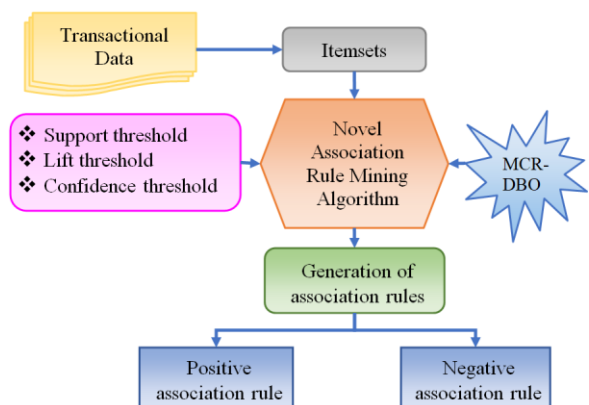 Transactional
Data
Itemsets
❖ Support threshold
❖ Lift threshold
❖ Confidence threshold
Novel
Association
Rule Mining
Algorithm
MCR-
DBO
Generation of
association rules
Positive
association rule
Negative
association rule